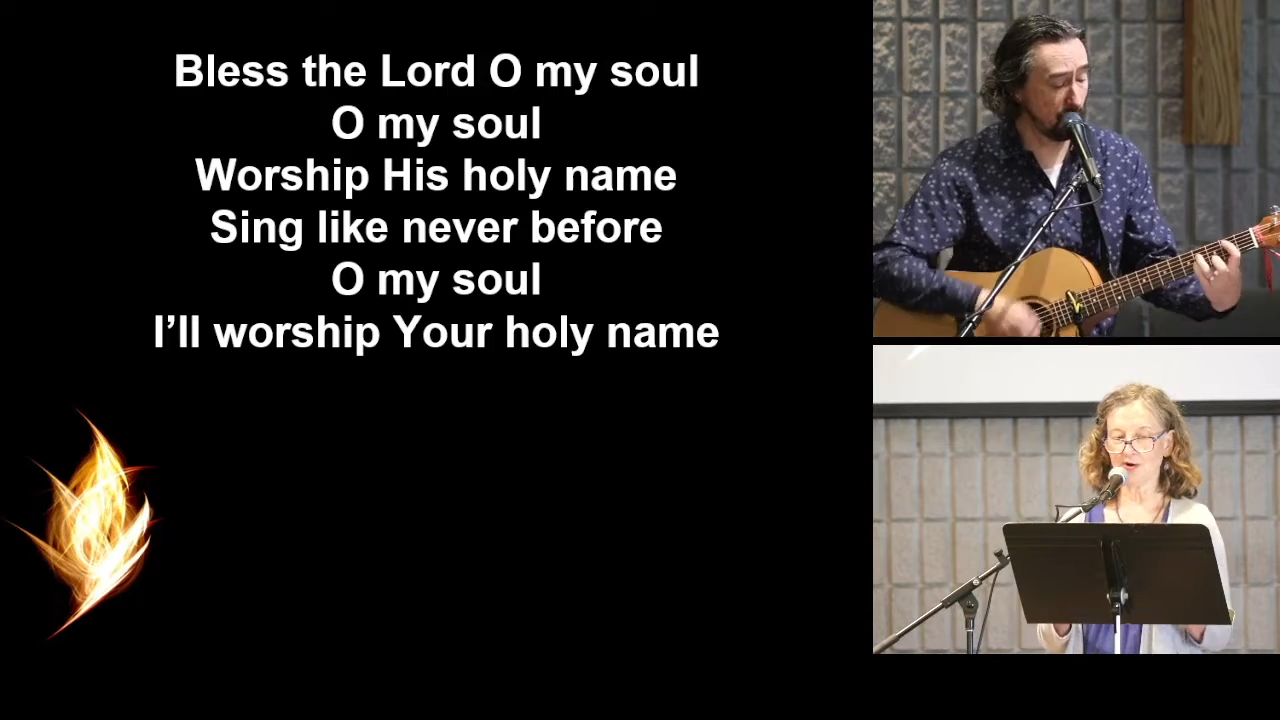 Bless the Lord O my soul
O my soul
Worship His holy name
Sing like never before
O my soul
I’ll worship Your holy name